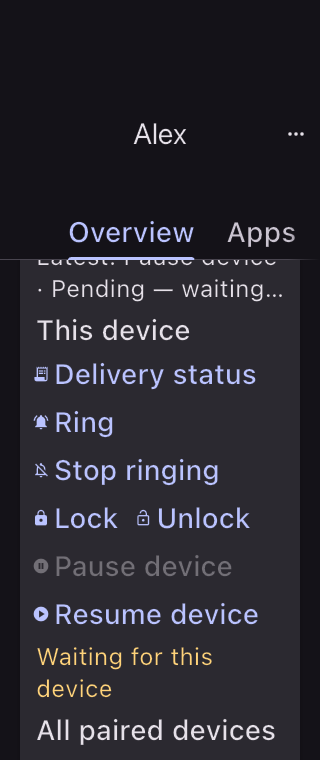 Alex
Overview Apps
Latest: Pause device
· Pending — waiting…
This device
Delivery status
Ring
Stop ringing
Lock Unlock
Pause device
Resume device
Waiting for this
device
All paired devices